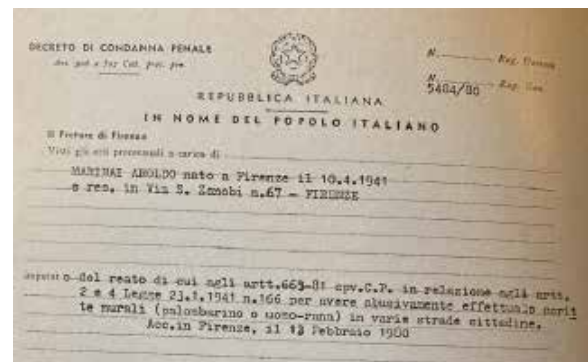 DECRETO DI CONDANNA PENALE
N. Reg.
N. Reg. Gen.
5484/80
REPUBBLICA ITALIANA
IN NOME DEL POPOLO ITALIANO
Il Pretore di Firenze
Visti gli atti processuali a carico di
MARINAI AROLDO nato a Firenze il 10.4.1941
e res. in Via S. Zanobi n.67 - FIRENZE
imputato del reato di cui agli artt.663-81 cpv.C.P. in relazione agli artt.
2 e 4 Legge 23.1.1941 n.166 per avere abusivamente effettuato scrit
te murali (palombarino o uomo-rana) in varie strade cittadine.
Acc.in Firenze, il 13 Febbraio 1980